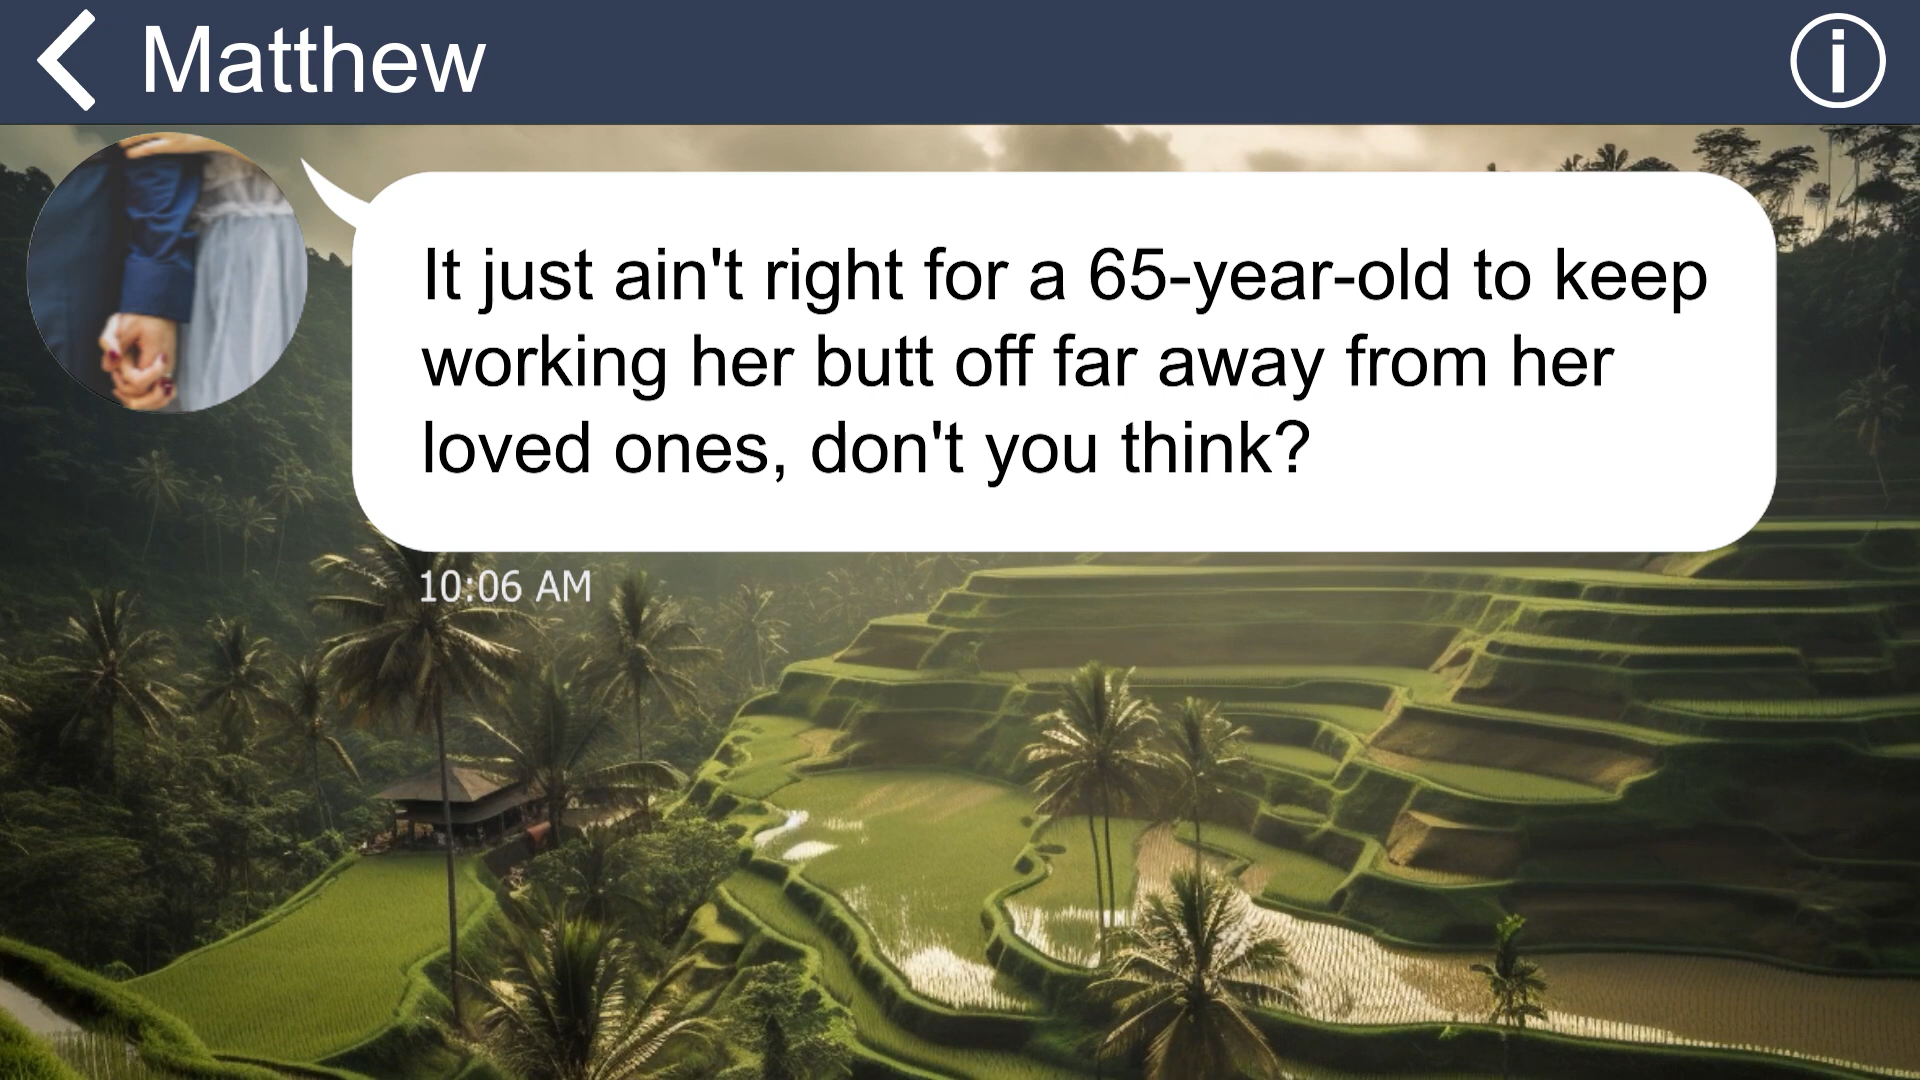 Matthew
It just ain't right for a 65-year-old to keep
working her butt off far away from her
loved ones, don't you think?
10:06 AM